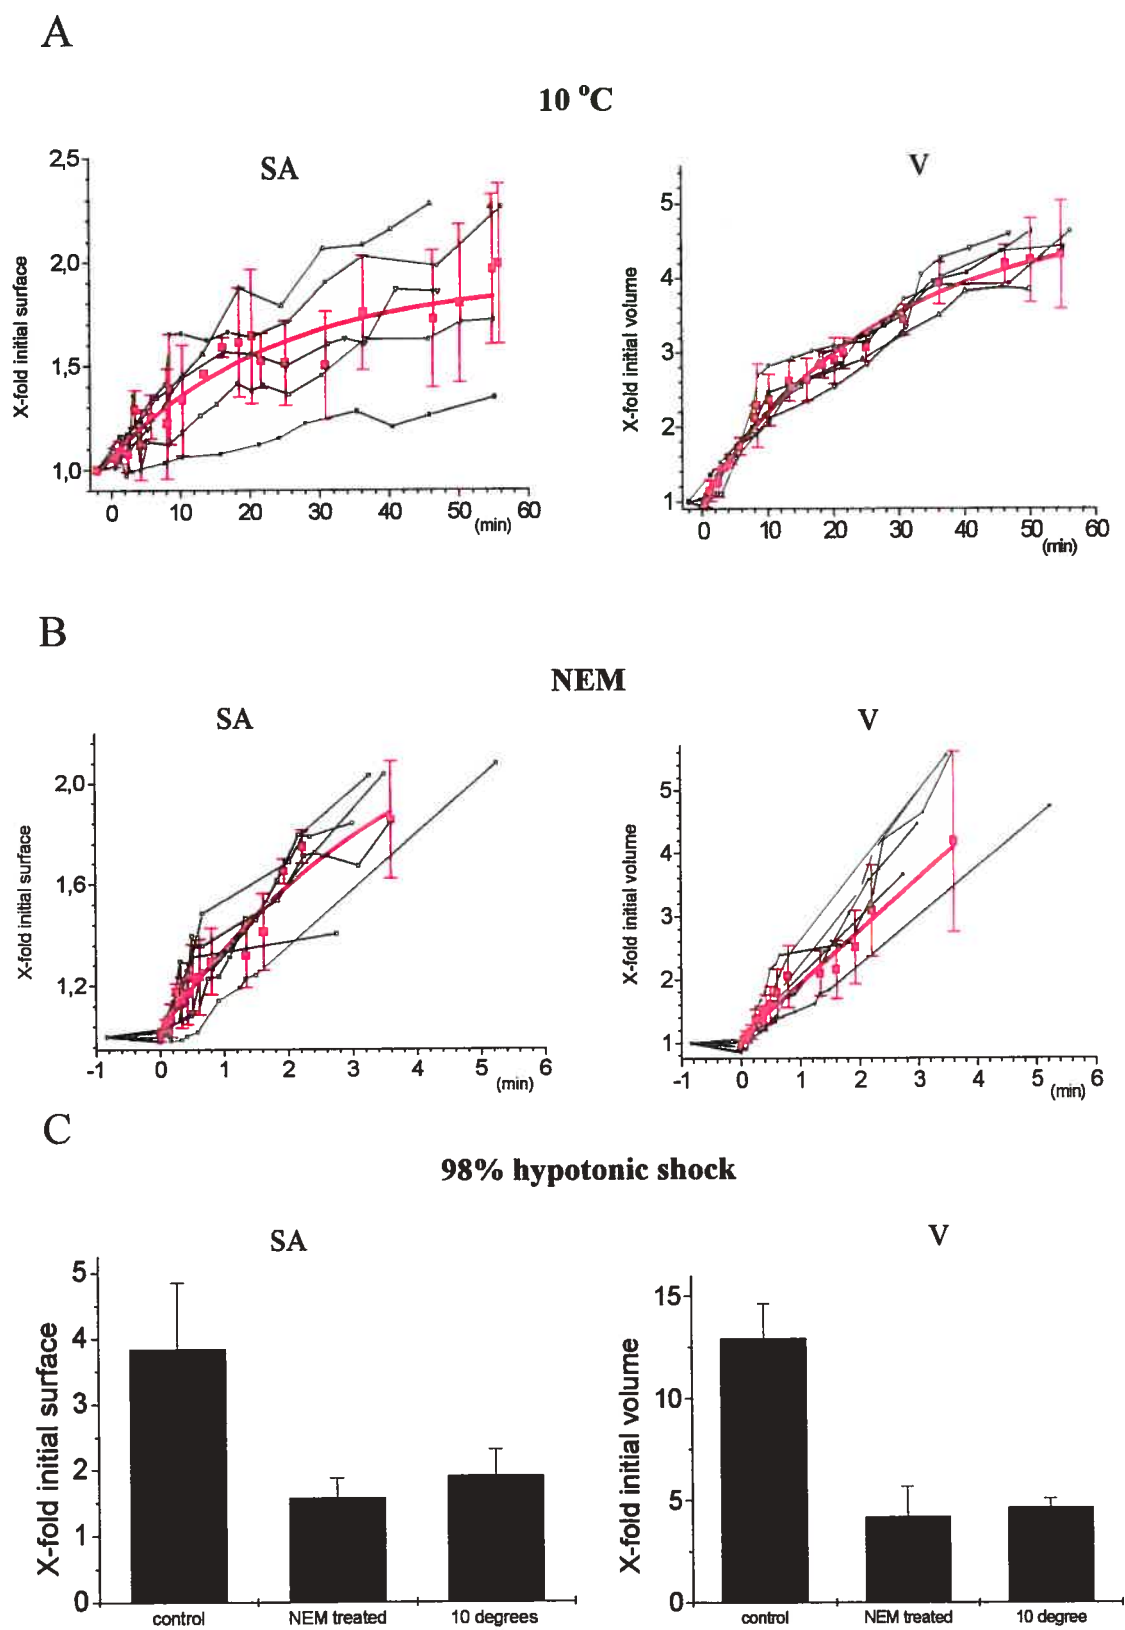 A
10 °C
SA
V
X-fold initial surface
2,5
2,0
1,5
1,0
0 10 20 30 40 50 60
(min)
X-fold initial volume
5
4
3
2
1
0 10 20 30 40 50 60
(min)
B
NEM
SA
V
X-fold initial surface
2,0
1,6
1,2
-1 0 1 2 3 4 5 6
(min)
X-fold initial volume
5
4
3
2
1
-1 0 1 2 3 4 5 6
(min)
C
98% hypotonic shock
SA
V
X-fold initial surface
5
4
3
2
1
0
control NEM treated 10 degrees
X-fold initial volume
15
10
5
0
control NEM treated 10 degree